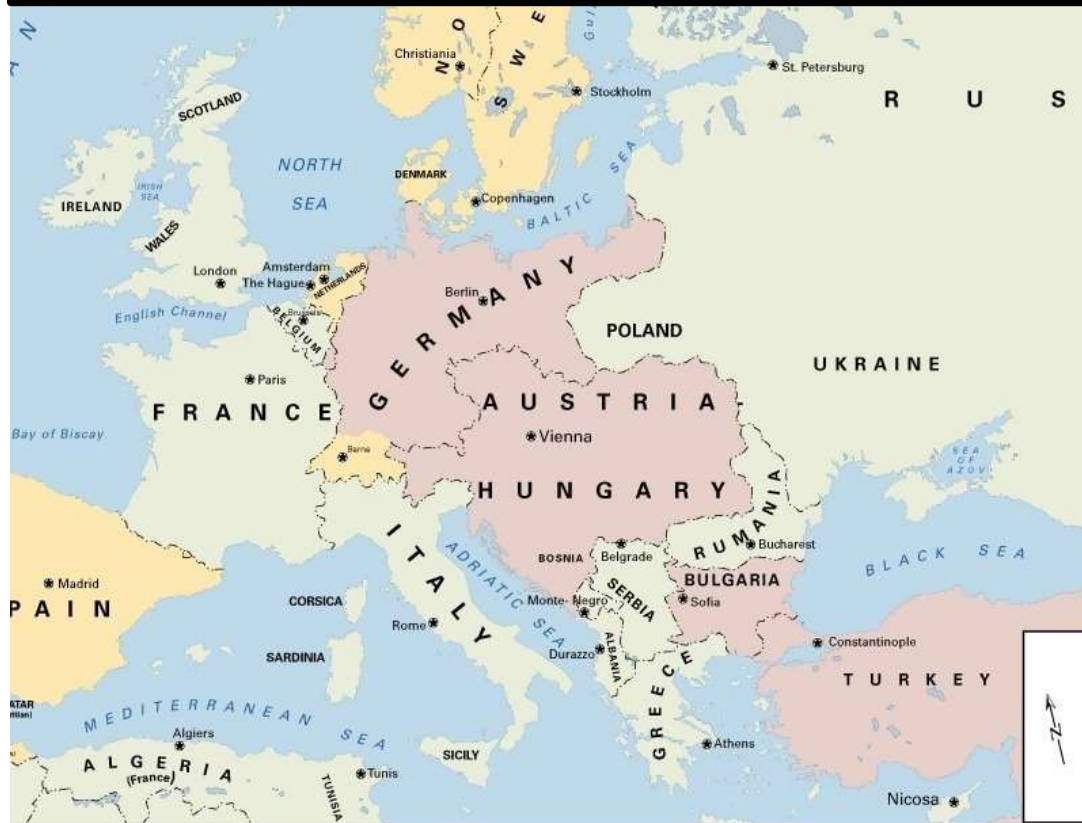 N
Christiania
N O
S W E
Gul
Stockholm
St. Petersburg
R U S
SCOTLAND
NORTH
SEA
DENMARK
Copenhagen
BALTIC SEA
IRISH
SEA
IRELAND
WALES
London
Amsterdam
The Hague
NETHERLANDS
Brussels
BELGIUM
English Channel
Berlin
GERMANY
POLAND
UKRAINE
Paris
FRANCE
AUSTRIA
Vienna
Bay of Biscay
Berne
HUNGARY
SEA
OF
AZOV
ITALY
ADRIATIC SEA
BOSNIA
Belgrade
RUMANIA
Bucharest
BLACK SEA
SERBIA
BULGARIA
Sofia
Madrid
PAIN
CORSICA
Rome
Monte-Negro
Constantinople
SARDINIA
Durazzo
ALBANIA
GREECE
TURKEY
ATAR
MEDITERRANEAN SEA
Algiers
ALGERIA
(France)
Tunis
TUNISIA
SICILY
Athens
N
Nicosa